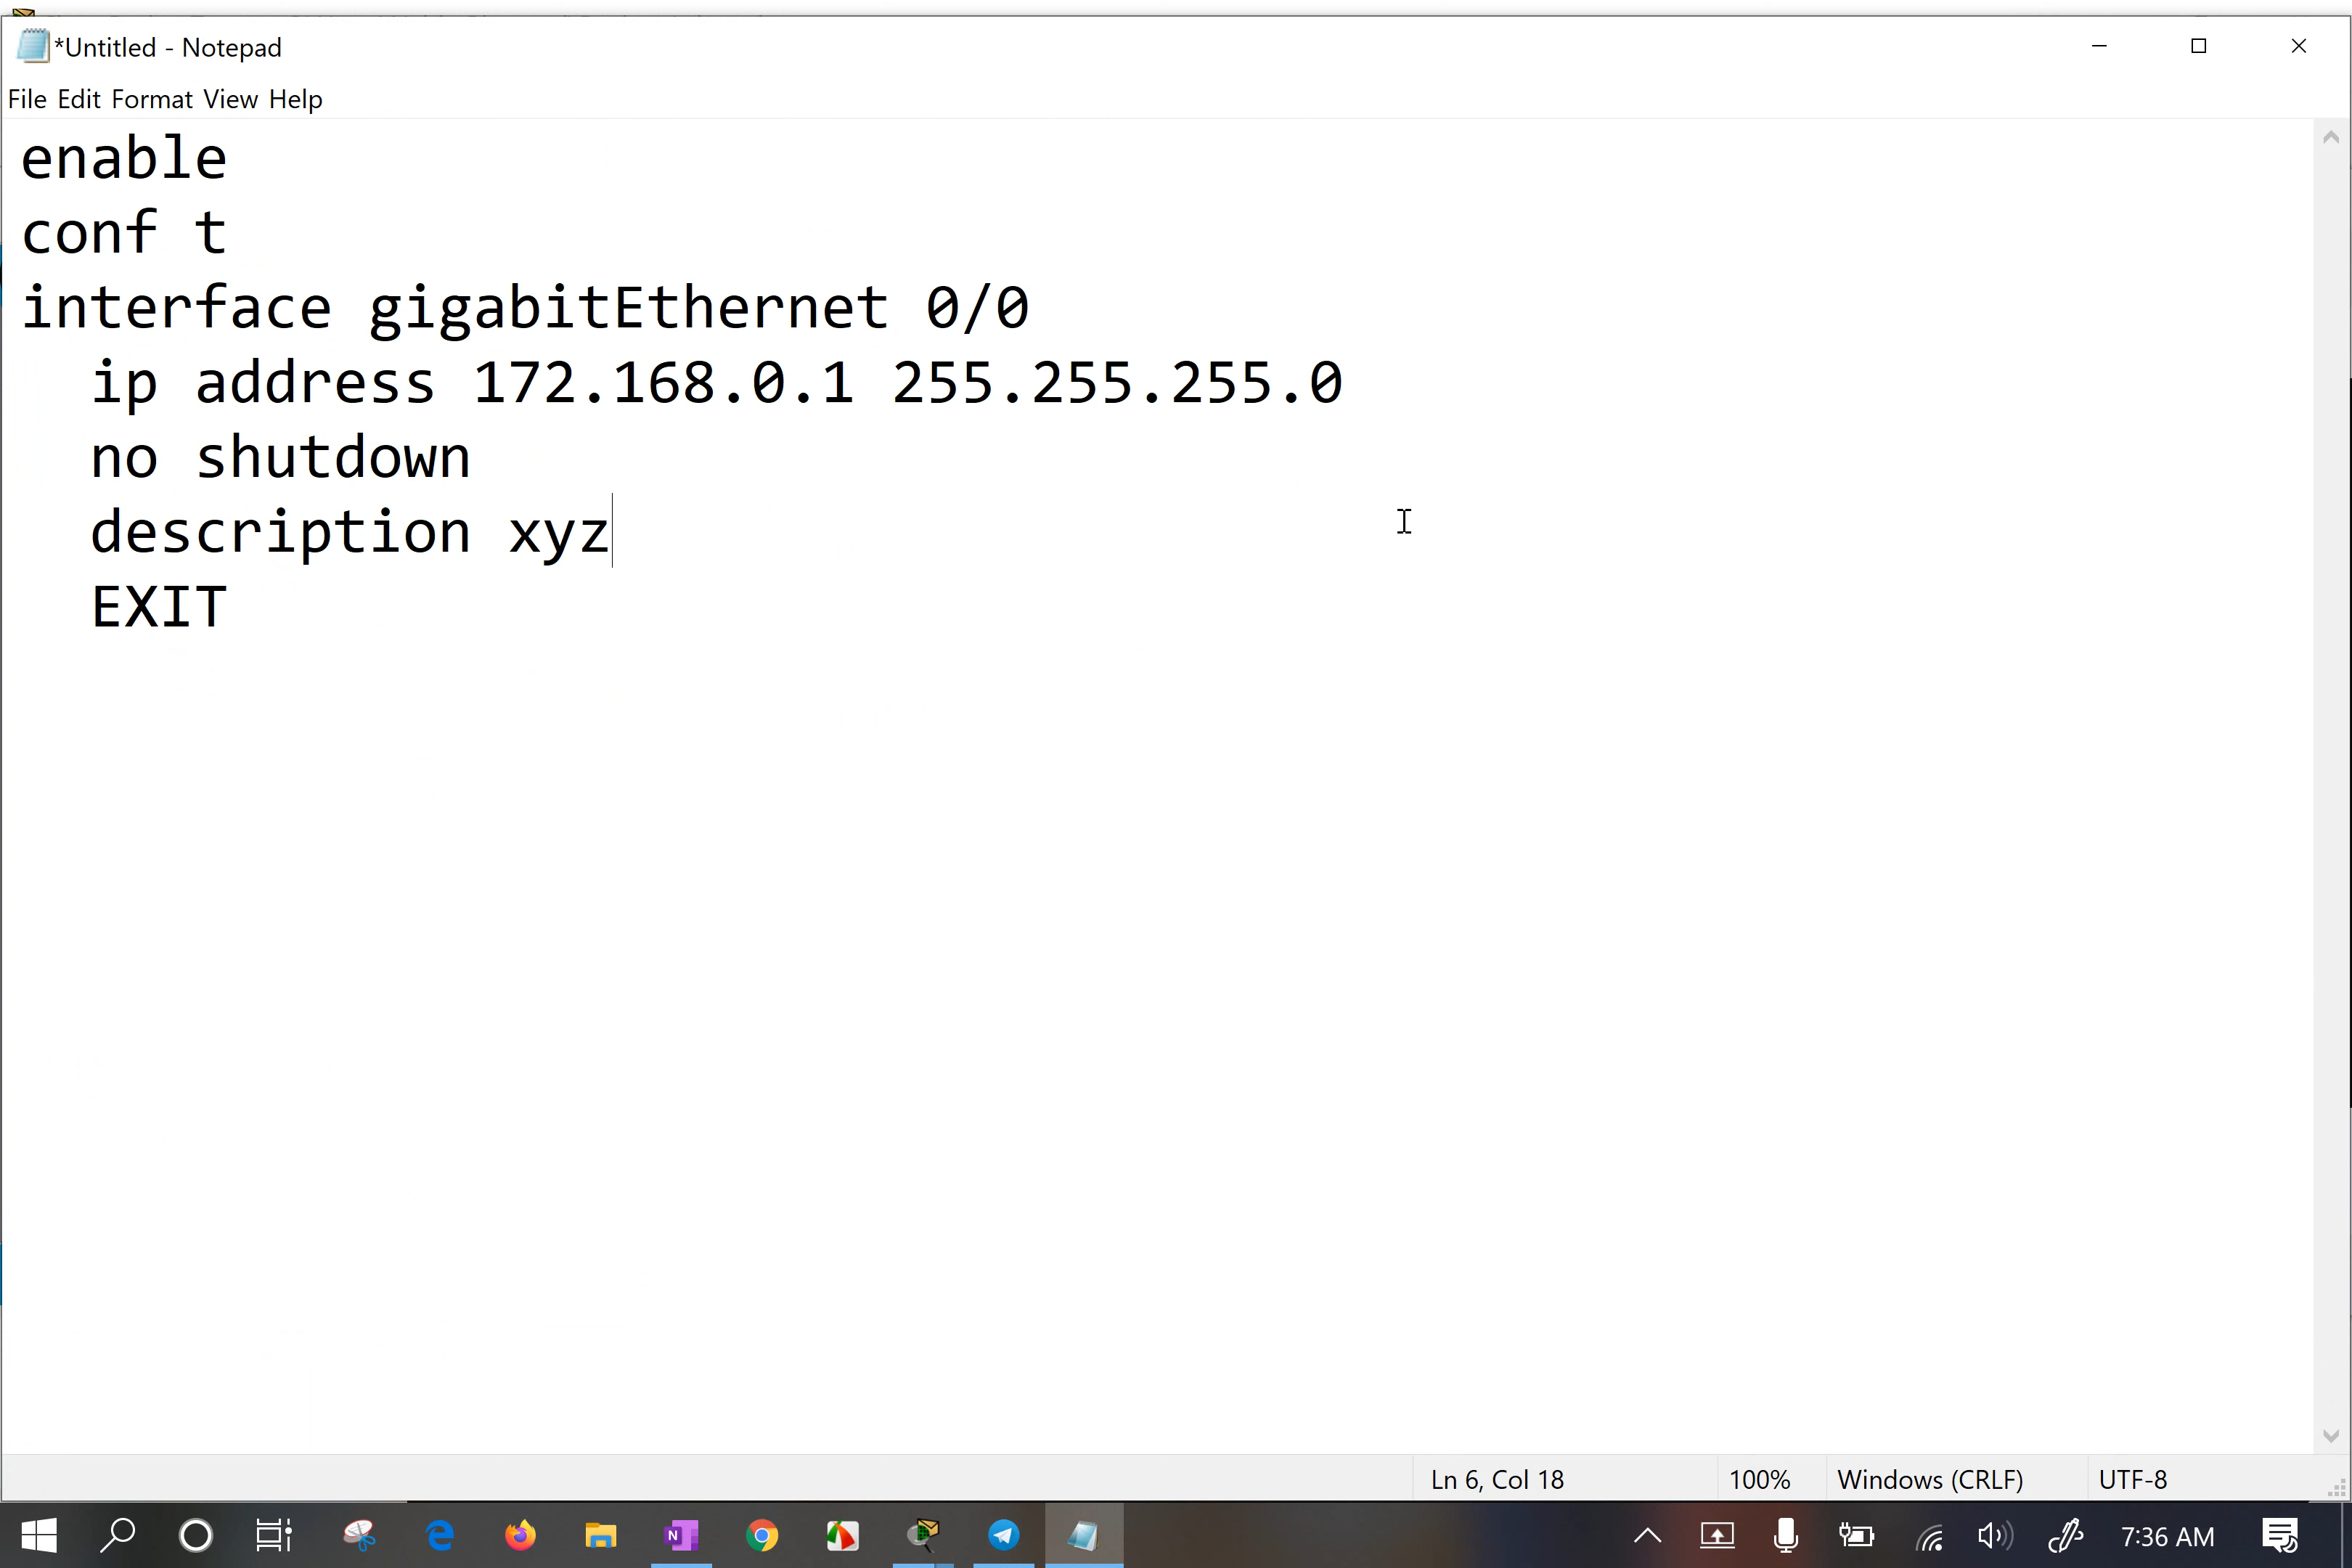 *Untitled - Notepad
File Edit Format View Help
enable
conf t
interface gigabitEthernet 0/0
  ip address 172.168.0.1 255.255.255.0
  no shutdown
  description xyz
  EXIT
Ln 6, Col 18 100% Windows (CRLF) UTF-8
7:36 AM